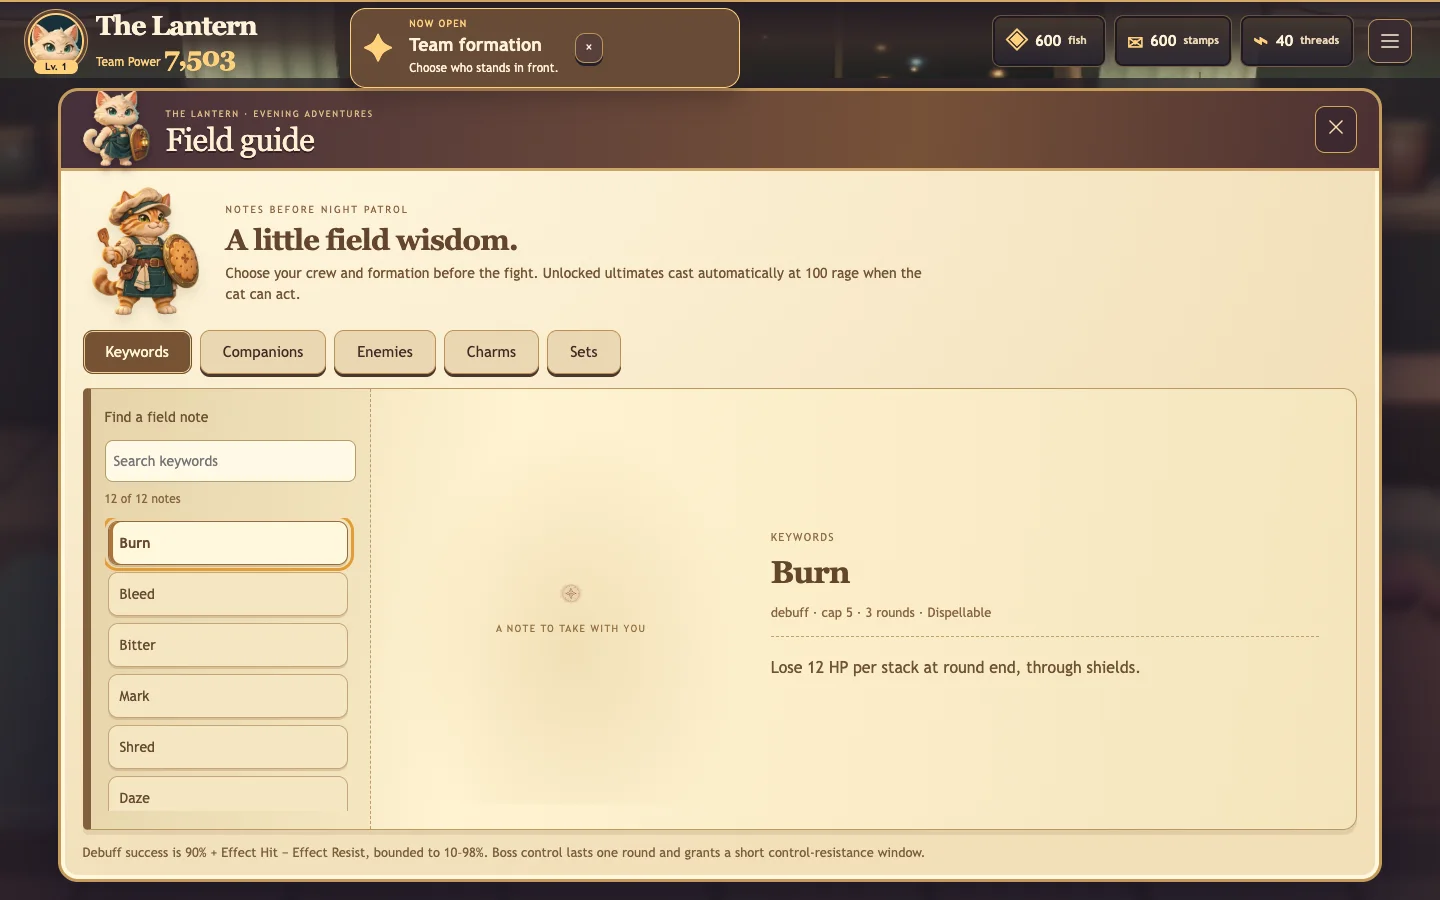 The Lantern
Lv. 1
Team Power 7,503
NOW OPEN
Team formation
Choose who stands in front.
×
600 fish
600 stamps
40 threads
THE LANTERN · EVENING ADVENTURES
Field guide
NOTES BEFORE NIGHT PATROL
A little field wisdom.
Choose your crew and formation before the fight. Unlocked ultimates cast automatically at 100 rage when the
cat can act.
Keywords
Companions
Enemies
Charms
Sets
Find a field note
Search keywords
12 of 12 notes
Burn
Bleed
Bitter
Mark
Shred
Daze
A NOTE TO TAKE WITH YOU
KEYWORDS
Burn
debuff · cap 5 · 3 rounds · Dispellable
Lose 12 HP per stack at round end, through shields.
Debuff success is 90% + Effect Hit − Effect Resist, bounded to 10–98%. Boss control lasts one round and grants a short control-resistance window.